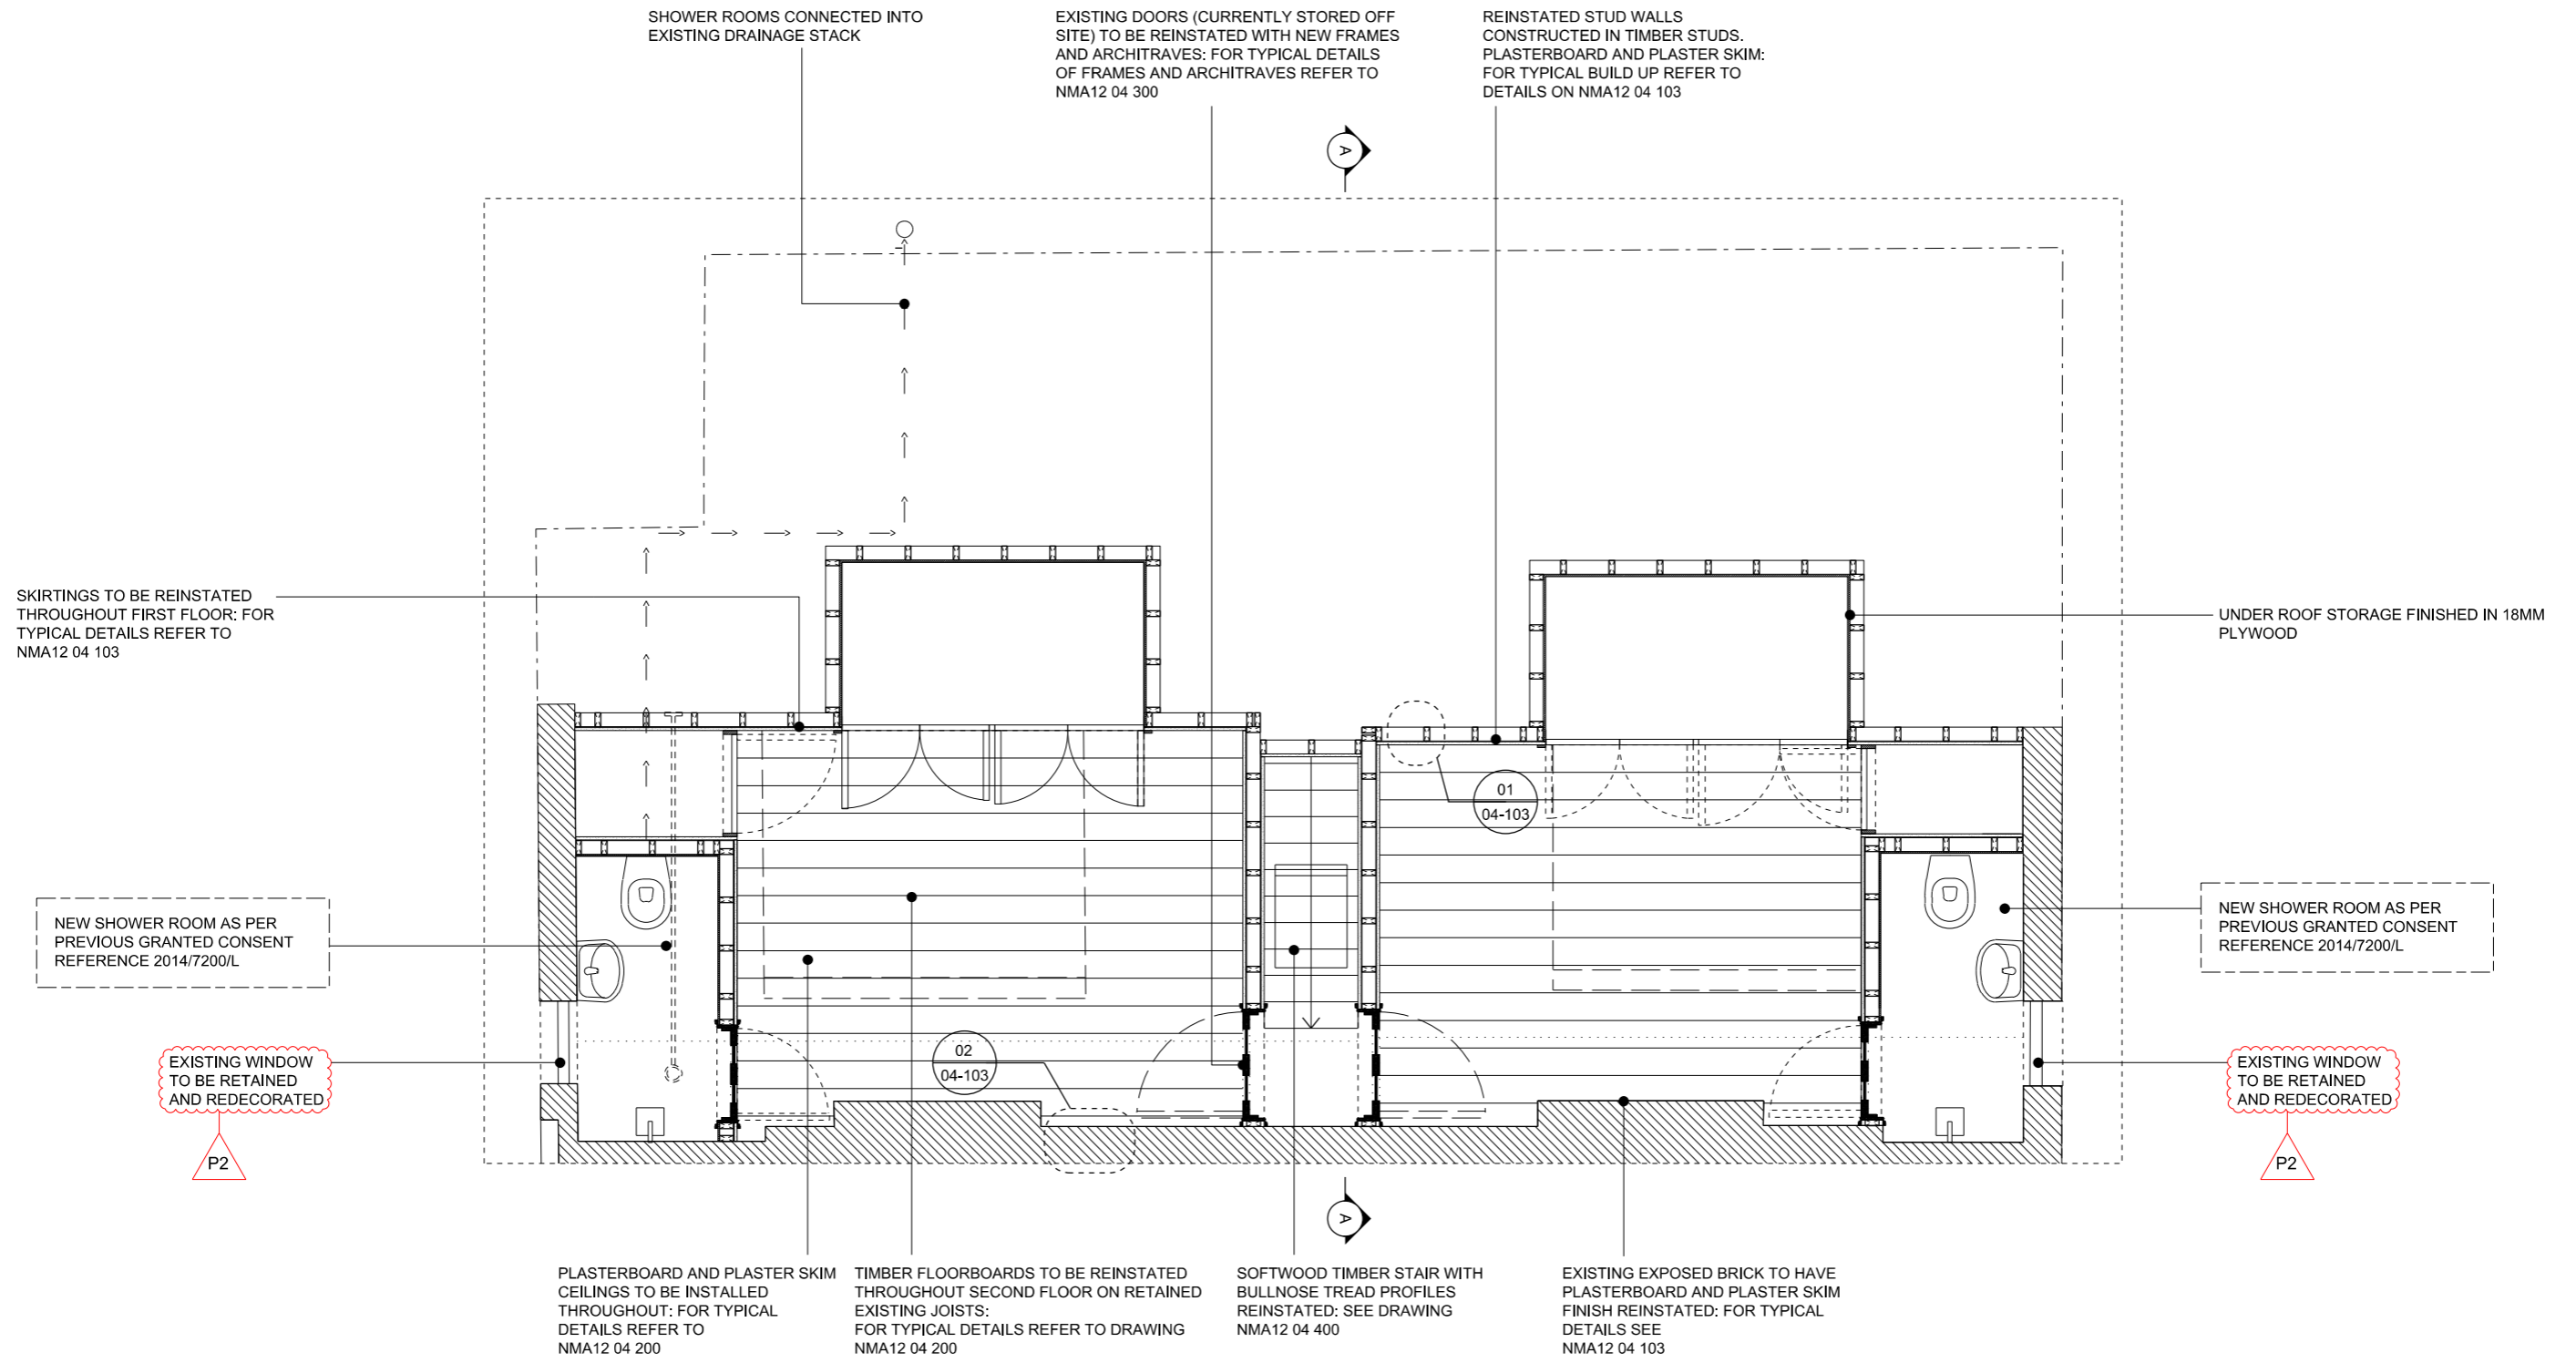 SHOWER ROOMS CONNECTED INTO
EXISTING DRAINAGE STACK
EXISTING DOORS (CURRENTLY STORED OFF
SITE) TO BE REINSTATED WITH NEW FRAMES
AND ARCHITRAVES: FOR TYPICAL DETAILS
OF FRAMES AND ARCHITRAVES REFER TO
NMA12 04 300
REINSTATED STUD WALLS
CONSTRUCTED IN TIMBER STUDS.
PLASTERBOARD AND PLASTER SKIM:
FOR TYPICAL BUILD UP REFER TO
DETAILS ON NMA12 04 103
A
SKIRTINGS TO BE REINSTATED
THROUGHOUT FIRST FLOOR: FOR
TYPICAL DETAILS REFER TO
NMA12 04 103
UNDER ROOF STORAGE FINISHED IN 18MM
PLYWOOD
01
04-103
NEW SHOWER ROOM AS PER
PREVIOUS GRANTED CONSENT
REFERENCE 2014/7200/L
NEW SHOWER ROOM AS PER
PREVIOUS GRANTED CONSENT
REFERENCE 2014/7200/L
02
04-103
EXISTING WINDOW
TO BE RETAINED
AND REDECORATED
P2
EXISTING WINDOW
TO BE RETAINED
AND REDECORATED
P2
A
PLASTERBOARD AND PLASTER SKIM
CEILINGS TO BE INSTALLED
THROUGHOUT: FOR TYPICAL
DETAILS REFER TO
NMA12 04 200
TIMBER FLOORBOARDS TO BE REINSTATED
THROUGHOUT SECOND FLOOR ON RETAINED
EXISTING JOISTS:
FOR TYPICAL DETAILS REFER TO DRAWING
NMA12 04 200
SOFTWOOD TIMBER STAIR WITH
BULLNOSE TREAD PROFILES
REINSTATED: SEE DRAWING
NMA12 04 400
EXISTING EXPOSED BRICK TO HAVE
PLASTERBOARD AND PLASTER SKIM
FINISH REINSTATED: FOR TYPICAL
DETAILS SEE
NMA12 04 103